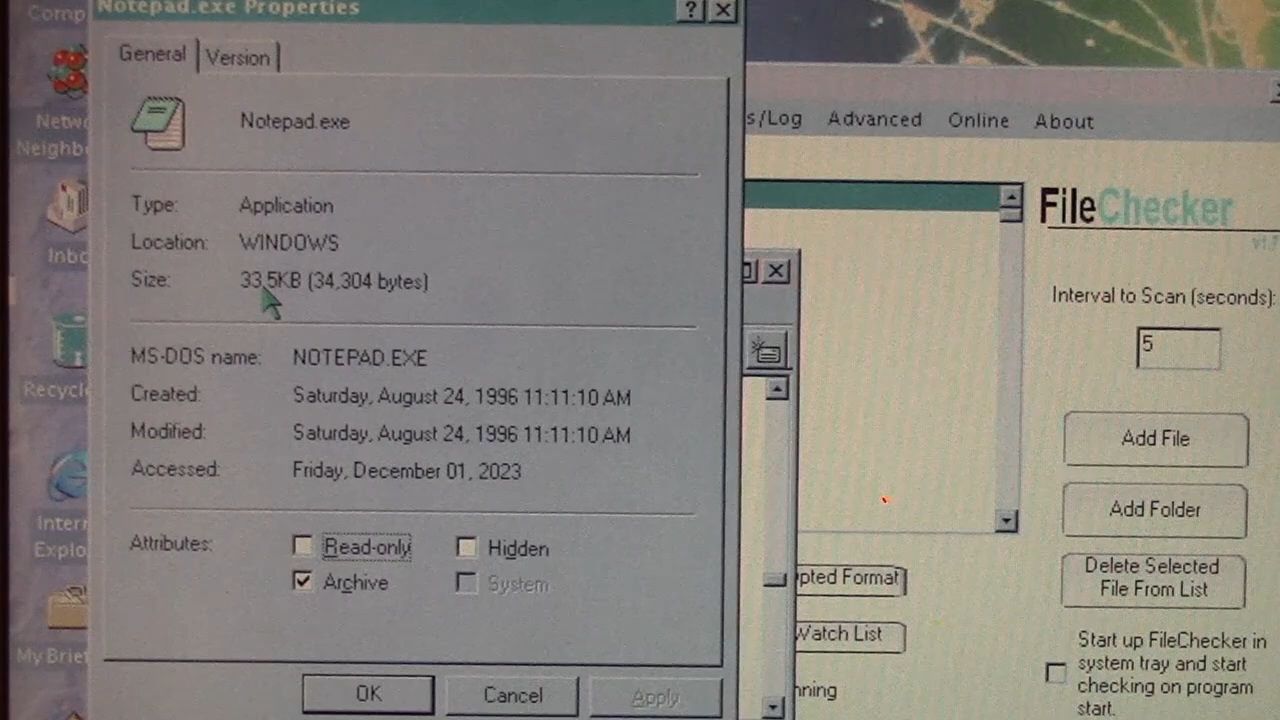 Comp
Notepad.exe Properties
General
Version
Notepad.exe
Type: Application
Location: WINDOWS
Size: 33.5KB (34,304 bytes)
MS-DOS name: NOTEPAD.EXE
Created: Saturday, August 24, 1996 11:11:10 AM
Modified: Saturday, August 24, 1996 11:11:10 AM
Accessed: Friday, December 01, 2023
Attributes: Read-only Hidden
Archive System
OK Cancel Apply
Netw
Neighb
Inbo
Recycle
Intern
Explo
My Brief
s/Log Advanced Online About
FileChecker
Interval to Scan (seconds):
5
Add File
Add Folder
Delete Selected
File From List
pted Format
Watch List
nning
Start up FileChecker in
system tray and start
checking on program
start.